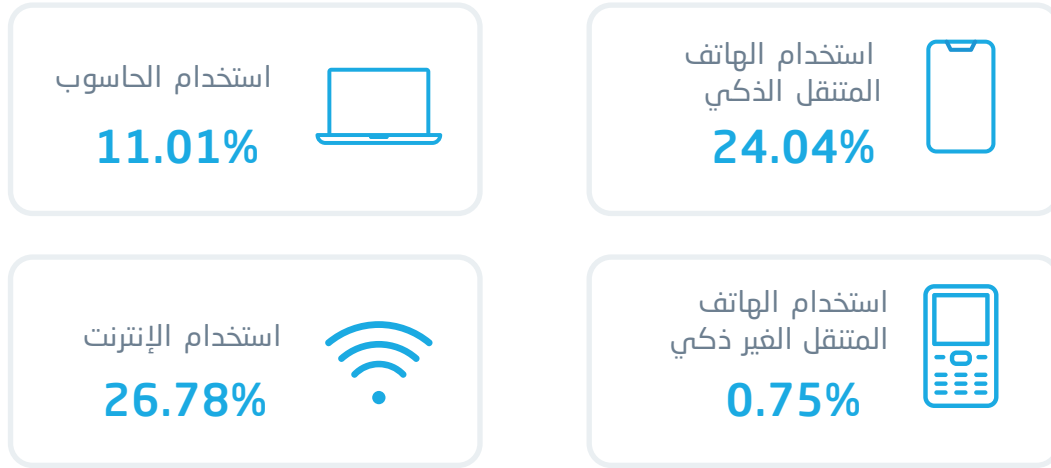 استخدام الهاتف
المتنقل الذكي
24.04%
استخدام الحاسوب
11.01%
استخدام الهاتف
المتنقل الغير ذكي
0.75%
استخدام الإنترنت
26.78%